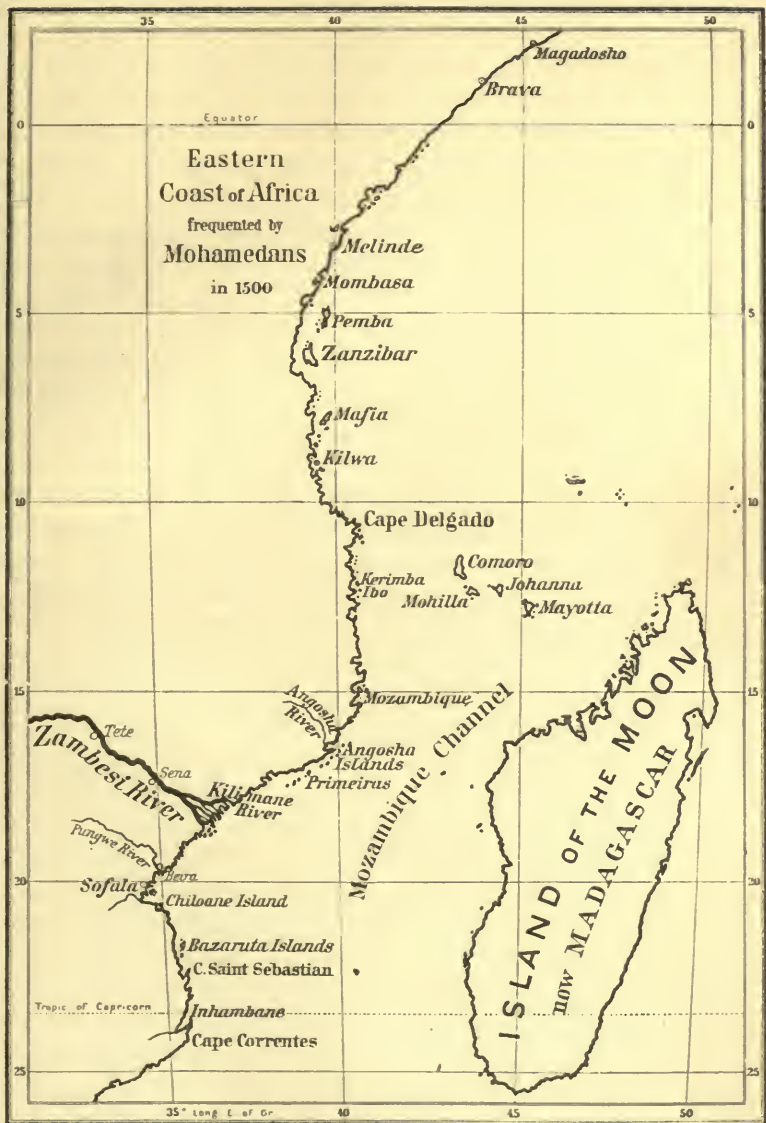 35 40 45 50
Magadosho
Brava
Equator
0 0
Eastern
Coast of Africa
frequented by
Mohamedans
in 1500
Melinde
Mombasa
5 5
Pemba
Zanzibar
Mafia
Kilwa
10 10
Cape Delgado
Comoro
Kerimba
Ibo
Johanna
Mohilla
Mayotta
15 15
Mozambique
Angosha
River
Mozambique Channel
ISLAND OF THE MOON
now MADAGASCAR
Tete
Zambesi River
Angosha
Islands
Sena
Primeiras
Kilimane
River
Pungwe River
Beira
20 20
Sofala
Chiloane Island
Bazaruta Islands
C. Saint Sebastian
Tropic of Capricorn
Inhambane
Cape Correntes
25 25
35° Long E. of Gr. 40 45 50